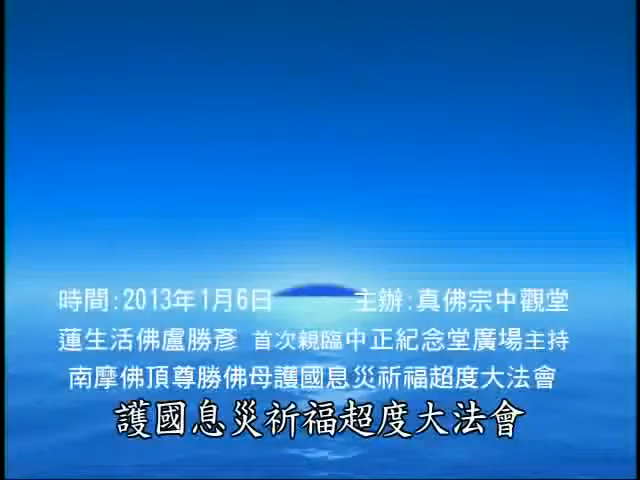 時間:2013年1月6日 主辦:真佛宗中觀堂
蓮生活佛盧勝彥 首次親臨中正紀念堂廣場主持
南摩佛頂尊勝佛母護國息災祈福超度大法會
護國息災祈福超度大法會